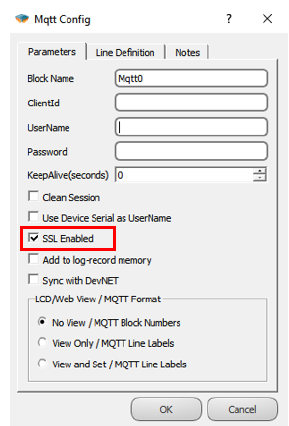 Mqtt Config
?
Parameters Line Definition Notes
Block Name Mqtt0
ClientId
UserName
Password
KeepAlive(seconds) 0
Clean Session
Use Device Serial as UserName
SSL Enabled
Add to log-record memory
Sync with DevNET
LCD/Web View / MQTT Format
No View / MQTT Block Numbers
View Only / MQTT Line Labels
View and Set / MQTT Line Labels
OK Cancel